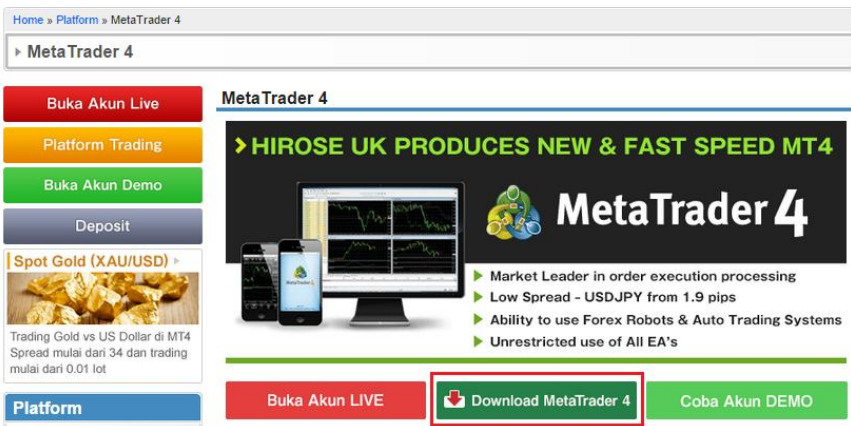 Home » Platform » MetaTrader 4
MetaTrader 4
Buka Akun Live
Platform Trading
Buka Akun Demo
Deposit
Spot Gold (XAU/USD)
Trading Gold vs US Dollar di MT4
Spread mulai dari 34 dan trading
mulai dari 0.01 lot
Platform
MetaTrader 4
HIROSE UK PRODUCES NEW & FAST SPEED MT4
MetaTrader 4
MetaTrader 4
Market Leader in order execution processing
Low Spread - USDJPY from 1.9 pips
Ability to use Forex Robots & Auto Trading Systems
Unrestricted use of All EA's
Buka Akun LIVE
Download MetaTrader 4
Coba Akun DEMO